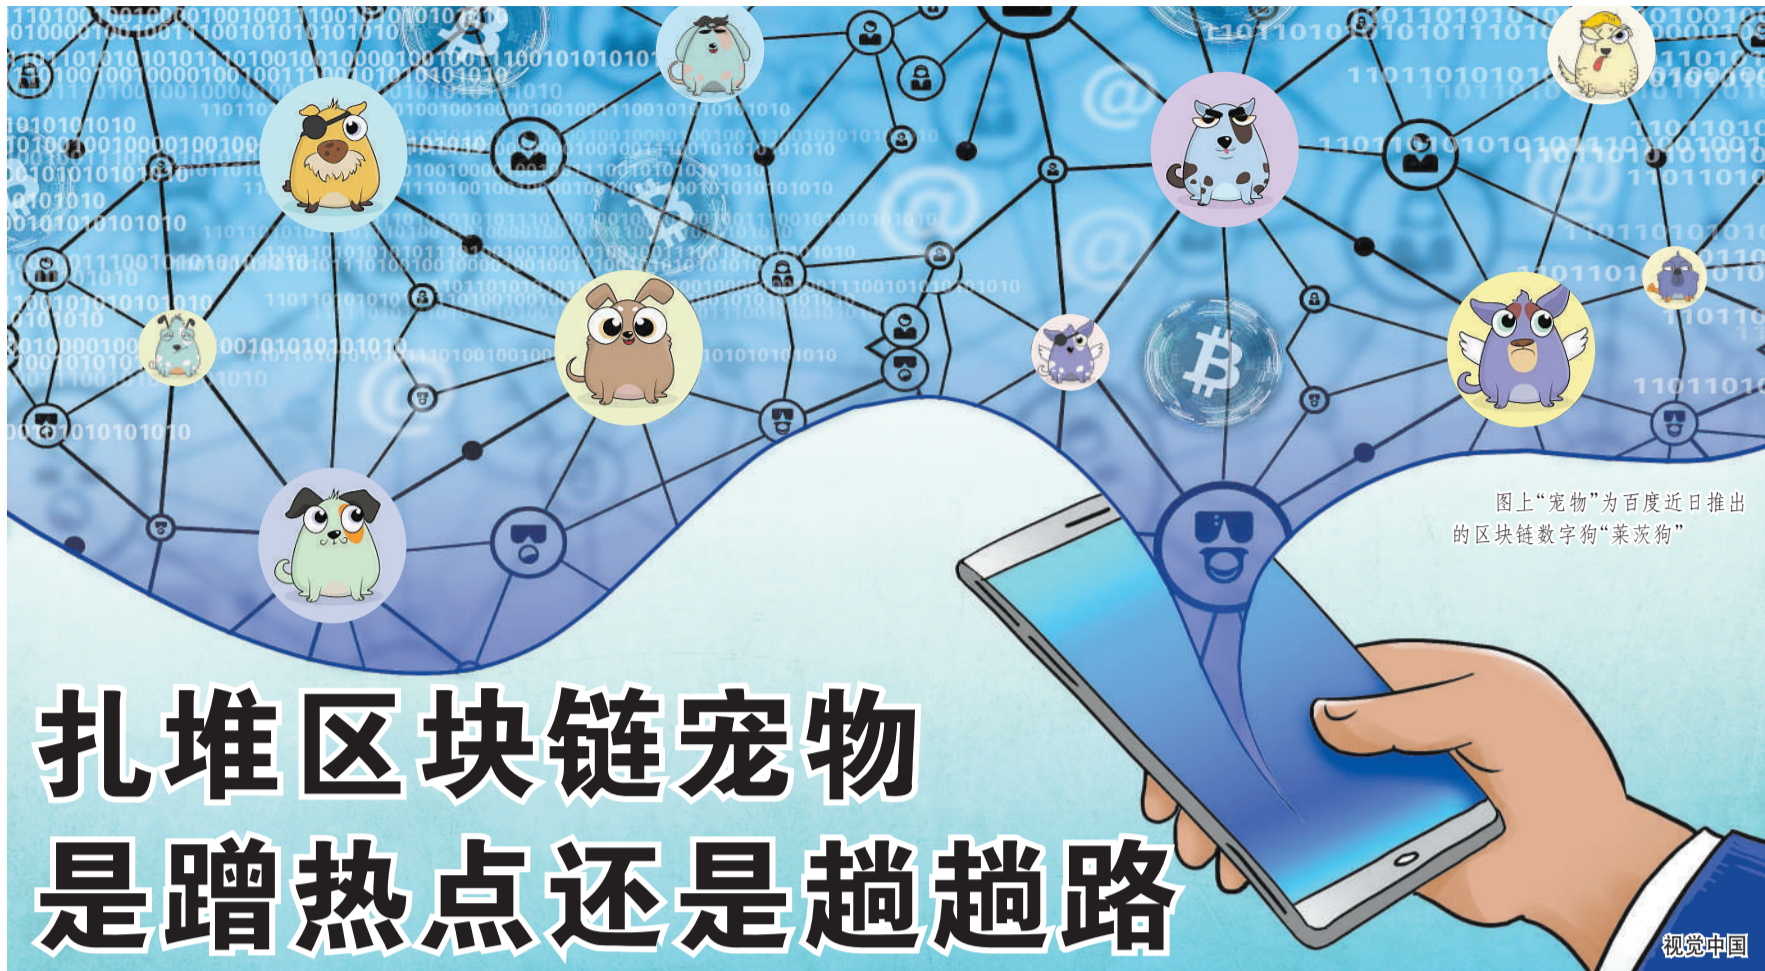 图上“宠物”为百度近日推出
的区块链数字狗“莱茨狗”
扎堆区块链宠物
是蹭热点还是趟趟路
视觉中国